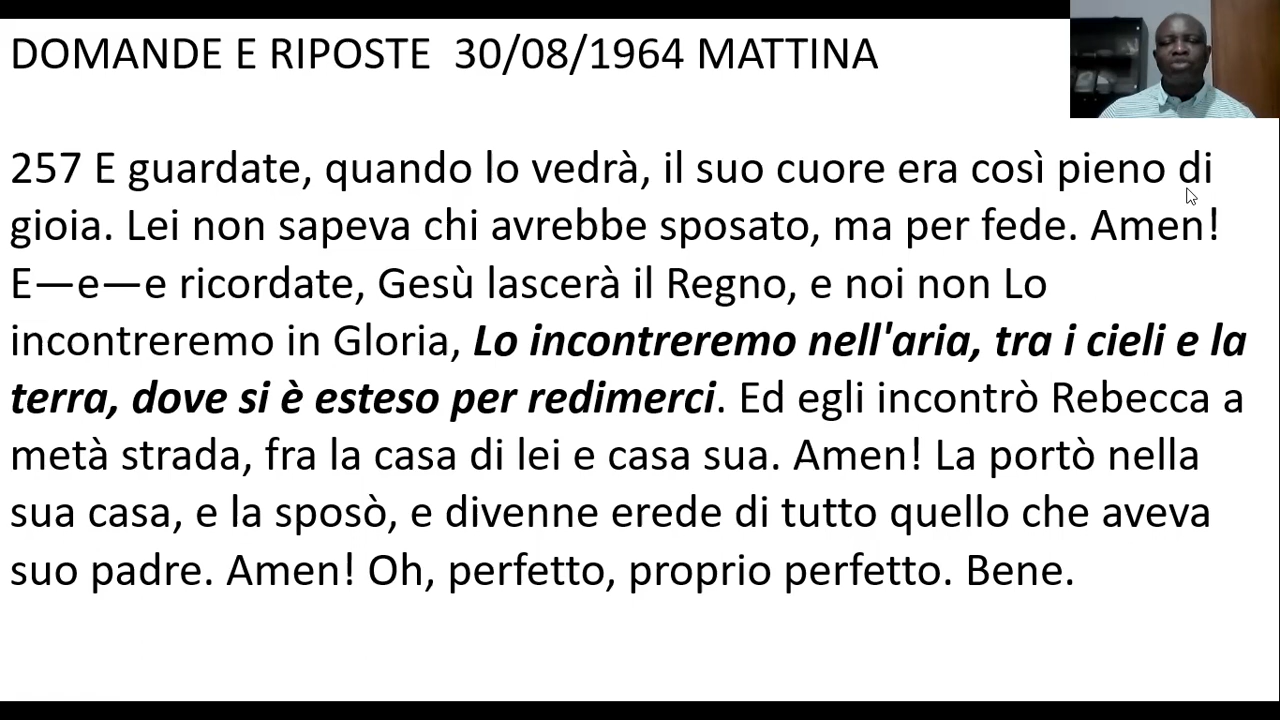 DOMANDE E RIPOSTE 30/08/1964 MATTINA
257 E guardate, quando lo vedrà, il suo cuore era così pieno di
gioia. Lei non sapeva chi avrebbe sposato, ma per fede. Amen!
E—e—e ricordate, Gesù lascerà il Regno, e noi non Lo
incontreremo in Gloria, Lo incontreremo nell'aria, tra i cieli e la
terra, dove si è esteso per redimerci. Ed egli incontrò Rebecca a
metà strada, fra la casa di lei e casa sua. Amen! La portò nella
sua casa, e la sposò, e divenne erede di tutto quello che aveva
suo padre. Amen! Oh, perfetto, proprio perfetto. Bene.